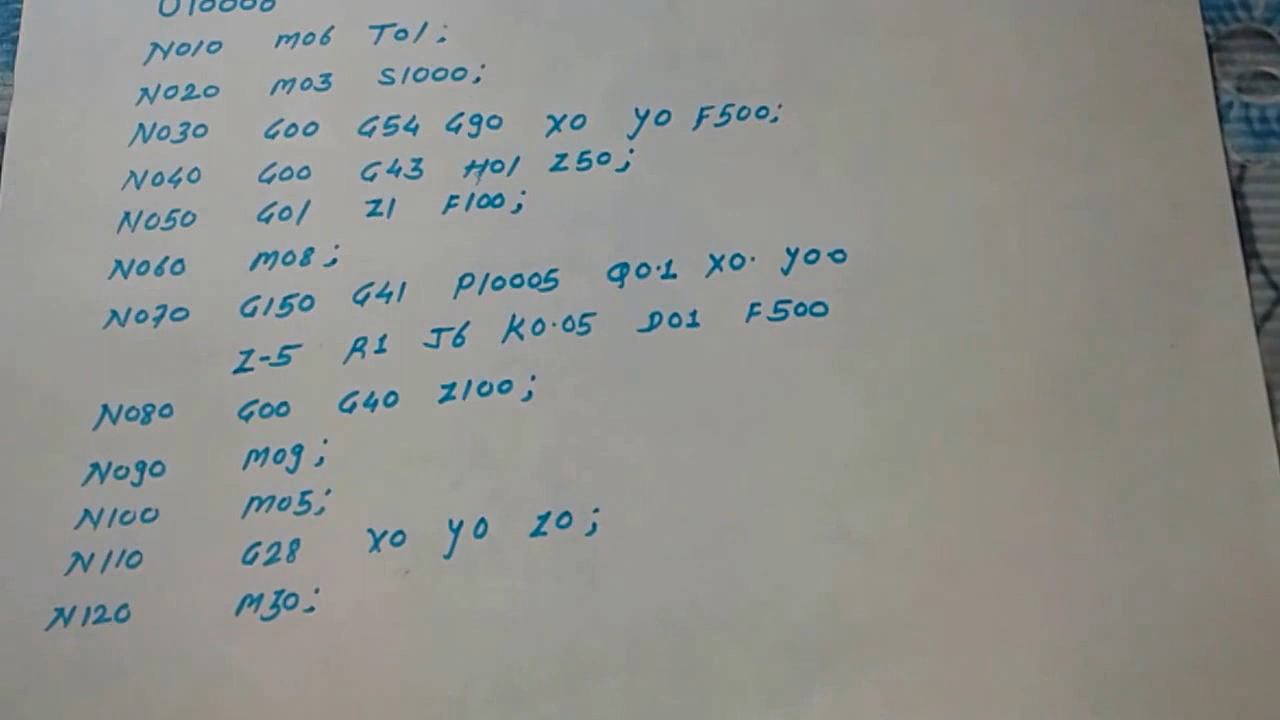 O10000
N010 M06 T01;
N020 M03 S1000;
N030 G00 G54 G90 X0 Y0 F500;
N040 G00 G43 H01 Z50;
N050 G01 Z1 F100;
N060 M08;
N070 G150 G41 P10005 Q0.1 X0. Y00
Z-5 R1 J6 K0.05 D01 F500
N080 G00 G40 Z100;
N090 M09;
N100 M05;
N110 G28 X0 Y0 Z0;
N120 M30;